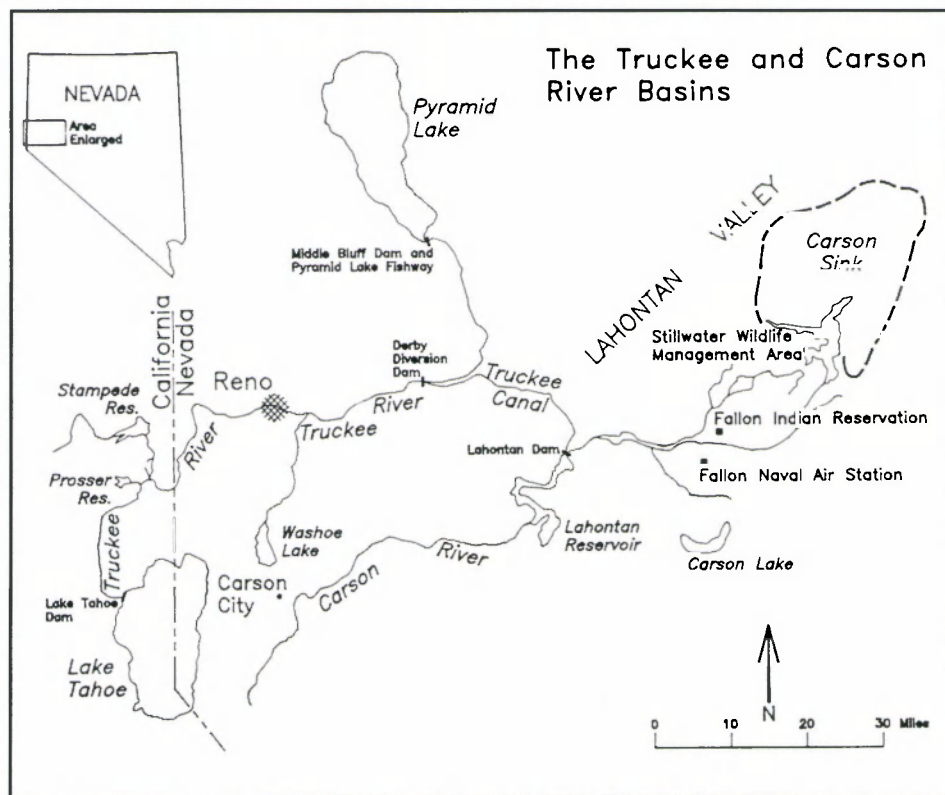 The Truckee and Carson
River Basins
NEVADA
Area
Enlarged
Pyramid
Lake
Middle Bluff Dam and
Pyramid Lake Fishway
LAHONTAN VALLEY
Carson
Sink
Stillwater Wildlife
Management Area
California
Nevada
Derby
Diversion
Dam
Reno
Truckee
Canal
Stampede
Res.
River
River
Truckee
Fallon Indian Reservation
Lahontan Dam
Fallon Naval Air Station
Prosser
Res.
Washoe
Lake
Lahontan
Reservoir
River
Carson
Carson Lake
Truckee
Carson
City
Lake Tahoe
Dam
Lake
Tahoe
N
0 10 20 30 Miles